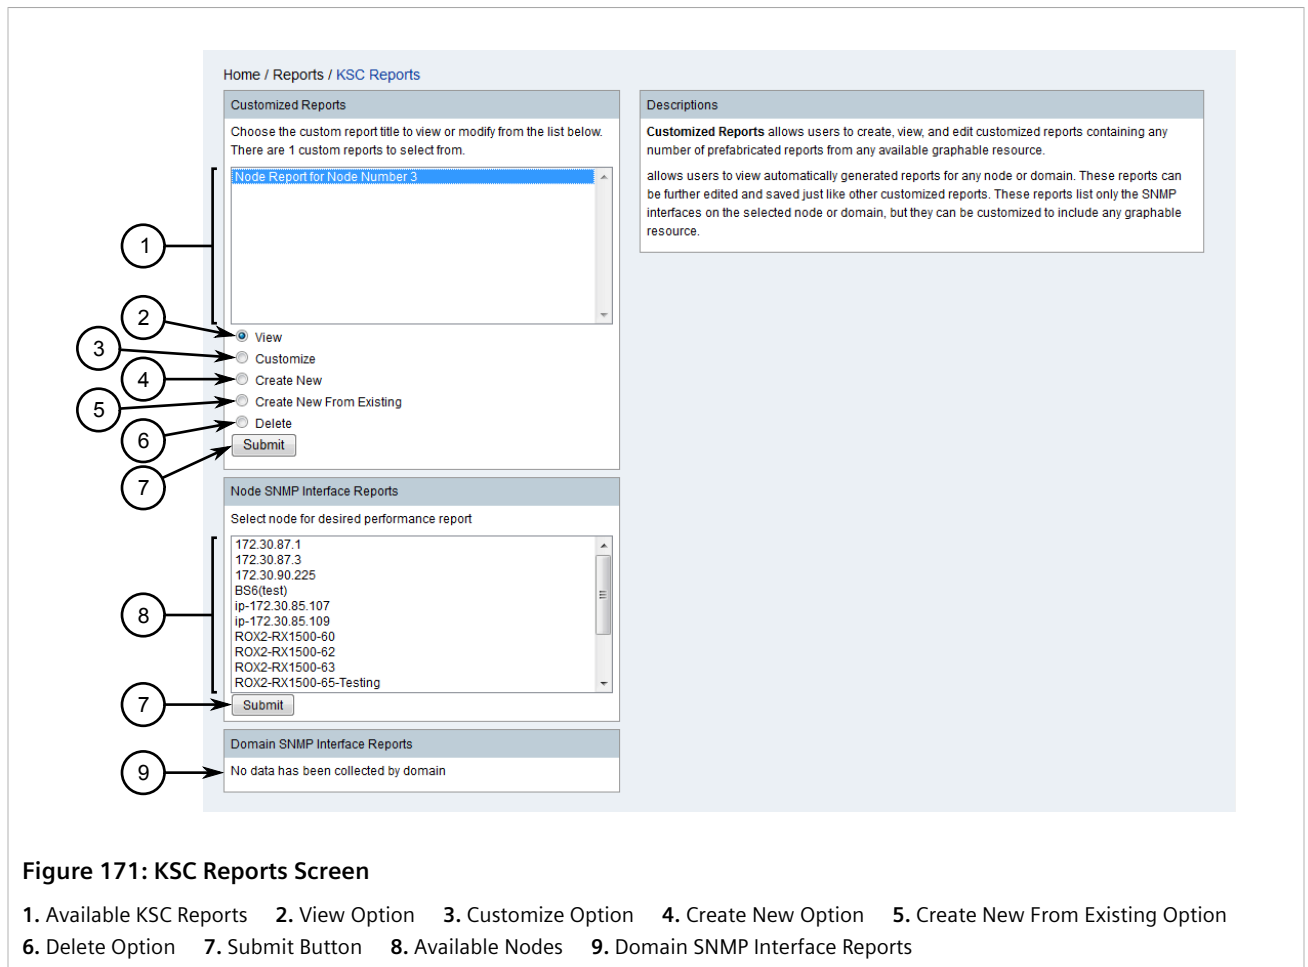 Home / Reports / KSC Reports
Customized Reports
Choose the custom report title to view or modify from the list below.
There are 1 custom reports to select from.
Node Report for Node Number 3
1
2
3
4
5
6
7
View
Customize
Create New
Create New From Existing
Delete
Submit
Descriptions
Customized Reports allows users to create, view, and edit customized reports containing any
number of prefabricated reports from any available graphable resource.
allows users to view automatically generated reports for any node or domain. These reports can
be further edited and saved just like other customized reports. These reports list only the SNMP
interfaces on the selected node or domain, but they can be customized to include any graphable
resource.
Node SNMP Interface Reports
Select node for desired performance report
172.30.87.1
172.30.87.3
172.30.90.225
BS6(test)
ip-172.30.85.107
ip-172.30.85.109
ROX2-RX1500-60
ROX2-RX1500-62
ROX2-RX1500-63
ROX2-RX1500-65-Testing
8
7
Submit
Domain SNMP Interface Reports
9
No data has been collected by domain
Figure 171: KSC Reports Screen
1. Available KSC Reports 2. View Option 3. Customize Option 4. Create New Option 5. Create New From Existing Option
6. Delete Option 7. Submit Button 8. Available Nodes 9. Domain SNMP Interface Reports